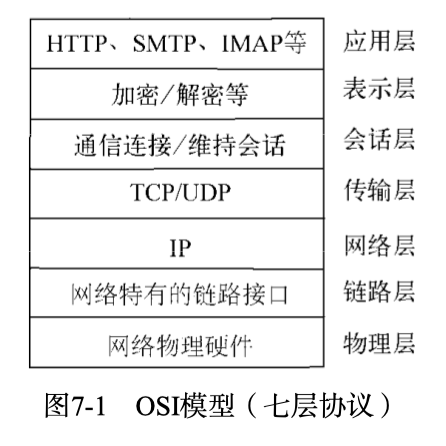 HTTP、SMTP、IMAP等 应用层
加密/解密等 表示层
通信连接/维持会话 会话层
TCP/UDP 传输层
IP 网络层
网络特有的链路接口 链路层
网络物理硬件 物理层
图7-1 OSI模型（七层协议）